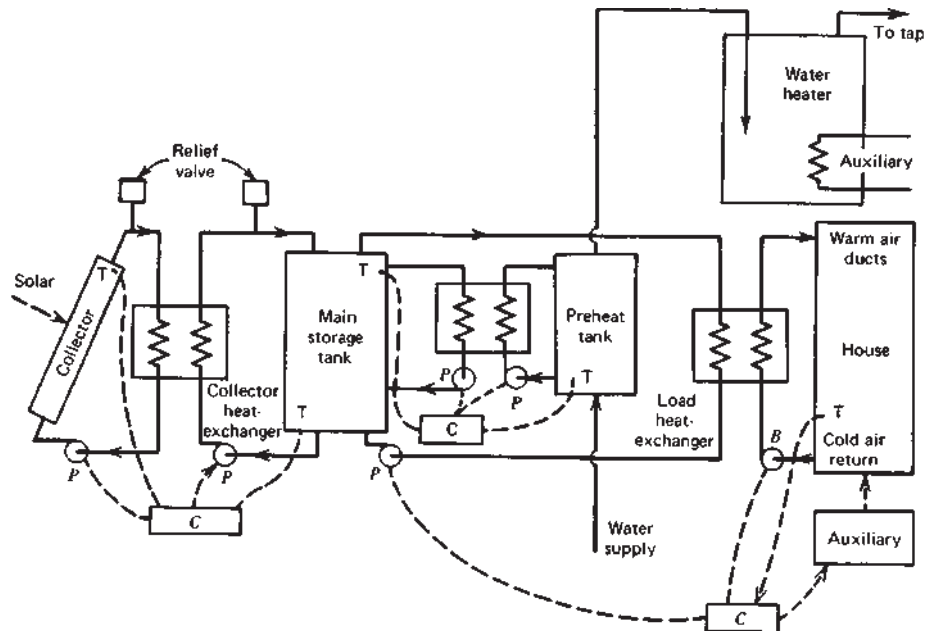 To tap
Water
heater
Auxiliary
Relief
valve
Solar
T
Collector
Collector
heat-
exchanger
P
P
C
T
Main
storage
tank
T
P
P
C
Preheat
tank
T
P
Water
supply
Load
heat-
exchanger
Warm air
ducts
House
T
Cold air
return
B
Auxiliary
C